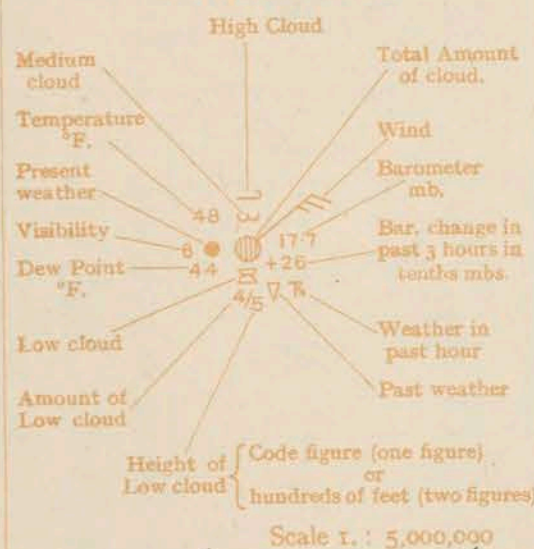 High Cloud
Medium
cloud
Total Amount
of cloud.
Temperature
°F.
Wind
Present
weather
Barometer
mb.
48
Visibility
6
17·7
Bar. change in
past 3 hours in
tenths mbs.
+26
Dew Point
°F.
44
4/5
Low cloud
Weather in
past hour
Amount of
Low cloud
Past weather
Height of
Low cloud
Code figure (one figure)
or
hundreds of feet (two figures)
Scale 1. : 5,000,000